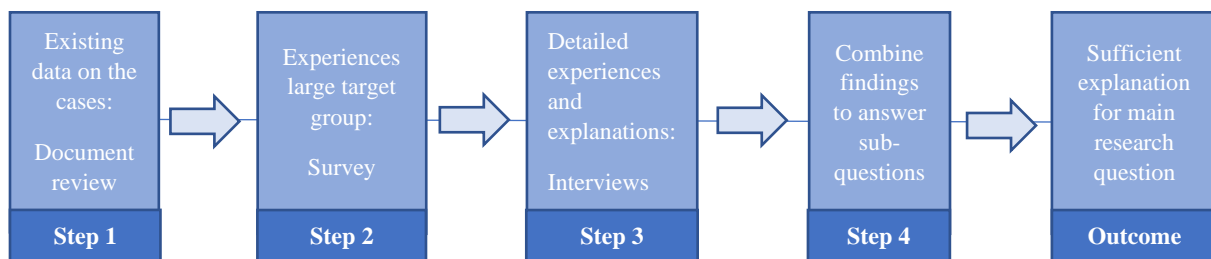 Existing
data on the
cases:
Document
review
Step 1
Experiences
large target
group:
Survey
Step 2
Detailed
experiences
and
explanations:
Interviews
Step 3
Combine
findings
to answer
sub-
questions
Step 4
Sufficient
explanation
for main
research
question
Outcome